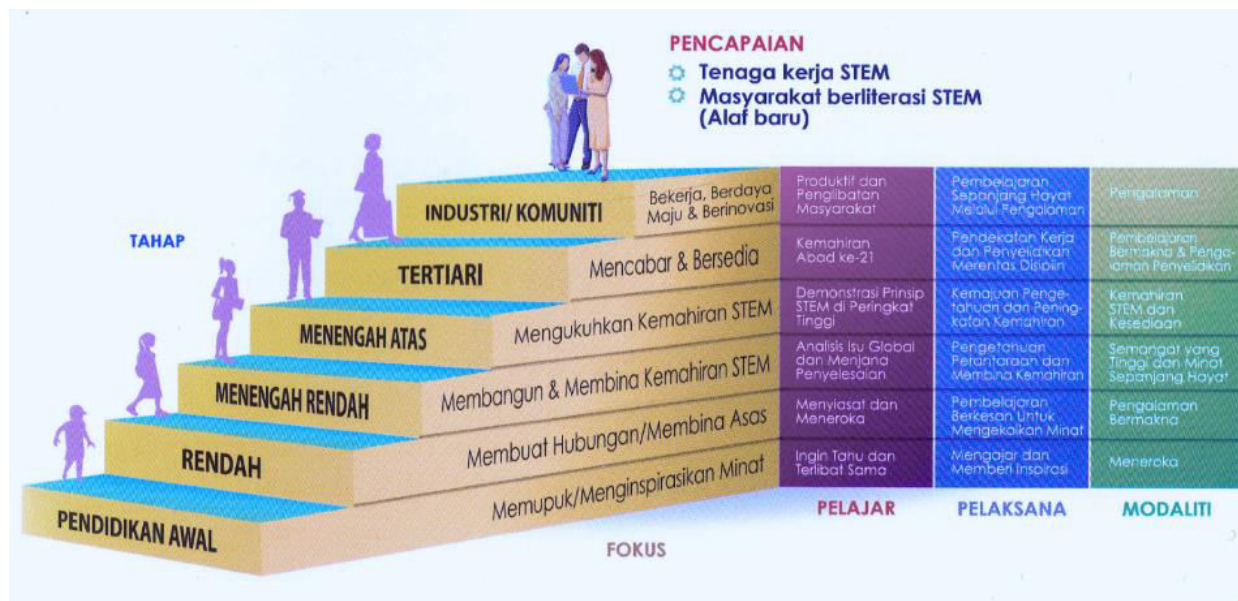 PENCAPAIAN
Tenaga kerja STEM
Masyarakat berliterasi STEM
(Alaf baru)
TAHAP
INDUSTRI/ KOMUNITI
Bekerja, Berdaya
Maju & Berinovasi
Produktif dan
Penglibatan
Masyarakat
Pembelajaran
Sepanjang Hayat
Melalui Pengalaman
Pengalaman
TERTIARI
Mencabar & Bersedia
Kemahiran
Abad ke-21
Pendekatan Kerja
dan Penyelidikan
Merentas Disiplin
Pembelajaran
Bermakna & Penga-
laman Penyelidikan
MENENGAH ATAS
Mengukuhkan Kemahiran STEM
Demonstrasi Prinsip
STEM di Peringkat
Tinggi
Kemajuan Penge-
tahuan dan Pening-
katan Kemahiran
Kemahiran
STEM dan
Kesediaan
MENENGAH RENDAH
Membangun & Membina Kemahiran STEM
Analisis Isu Global
dan Menjana
Penyelesaian
Pengetahuan
Perantaraan dan
Membina Kemahiran
Semangat yang
Tinggi dan Minat
Sepanjang Hayat
RENDAH
Membuat Hubungan/Membina Asas
Menyiasat dan
Meneroka
Pembelajaran
Berkesan Untuk
Mengekalkan Minat
Pengalaman
Bermakna
PENDIDIKAN AWAL
Memupuk/Menginspirasikan Minat
Ingin Tahu dan
Terlibat Sama
Mengajar dan
Memberi Inspirasi
Meneroka
PELAJAR
PELAKSANA
MODALITI
FOKUS